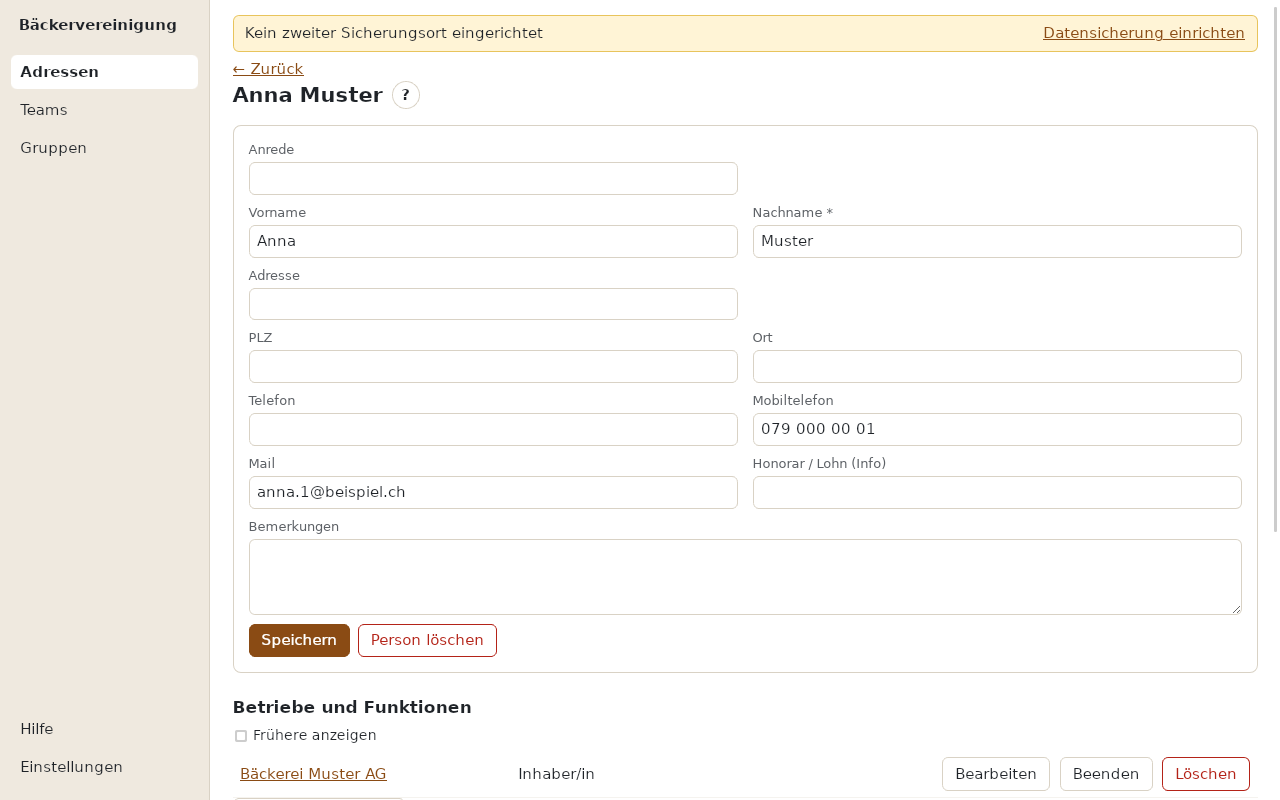 Bäckervereinigung
Adressen
Teams
Gruppen
Hilfe
Einstellungen
Kein zweiter Sicherungsort eingerichtet
Datensicherung einrichten
← Zurück
Anna Muster ?
Anrede
Vorname
Nachname *
Anna
Muster
Adresse
PLZ
Ort
Telefon
Mobiltelefon
079 000 00 01
Mail
Honorar / Lohn (Info)
anna.1@beispiel.ch
Bemerkungen
Speichern
Person löschen
Betriebe und Funktionen
Frühere anzeigen
Bäckerei Muster AG
Inhaber/in
Bearbeiten
Beenden
Löschen